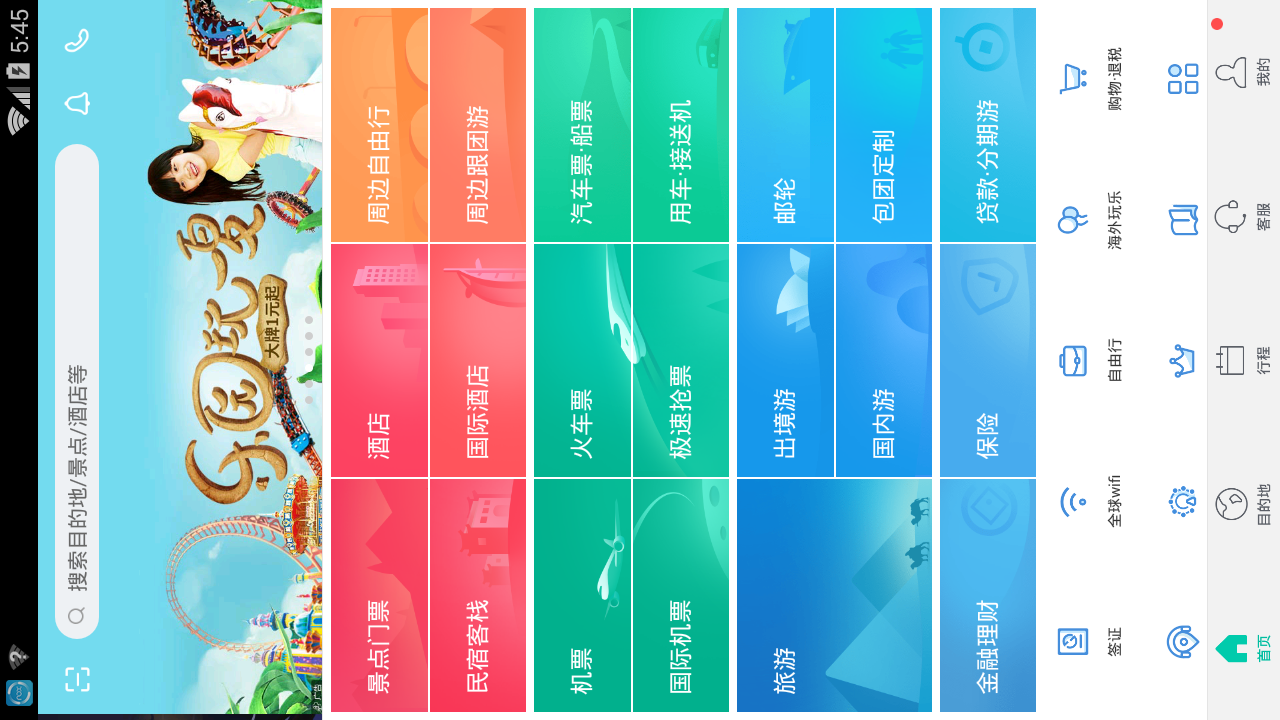 5:45
搜索目的地/景点/酒店等
乐园玩一夏
大牌1元起
广告
景点门票
酒店
周边自由行
民宿客栈
国际酒店
周边跟团游
机票
火车票
汽车票·船票
国际机票
极速抢票
用车·接送机
旅游
出境游
邮轮
国内游
包团定制
金融理财
保险
贷款·分期游
签证
全球wifi
自由行
海外玩乐
购物·退税
首页
目的地
行程
客服
我的